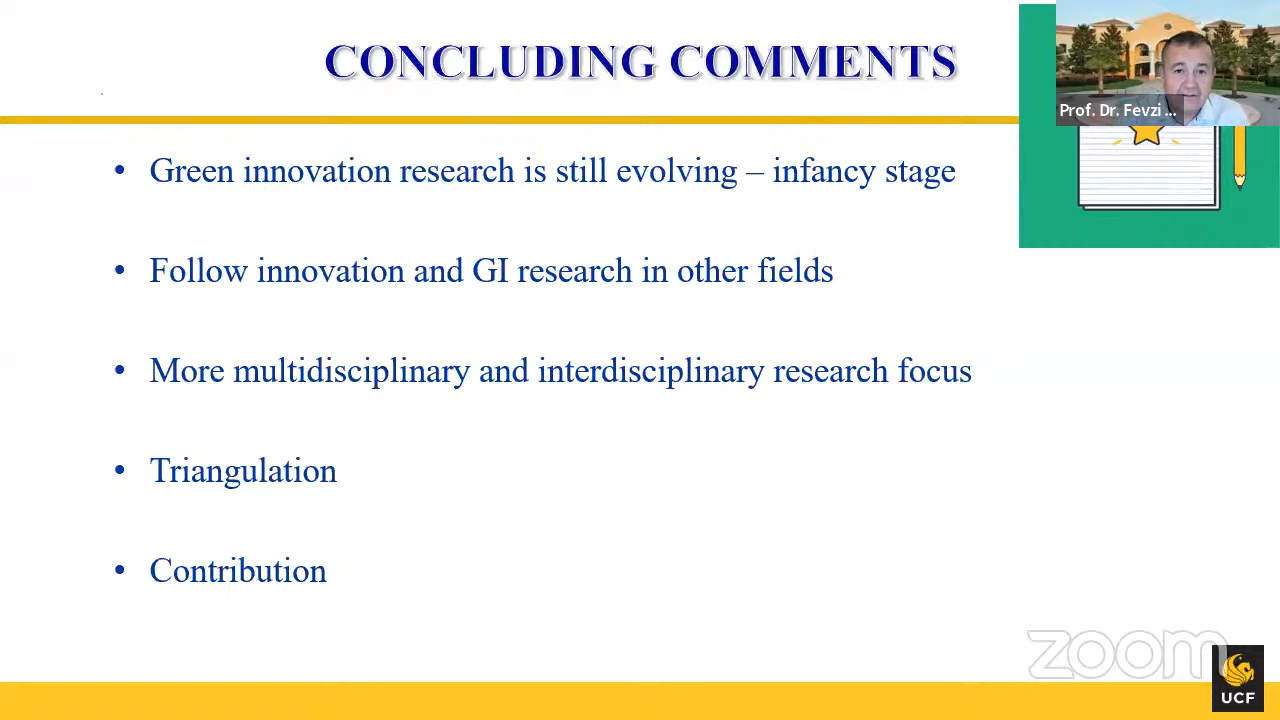 CONCLUDING COMMENTS
Prof. Dr. Fevzi ...
• Green innovation research is still evolving – infancy stage
• Follow innovation and GI research in other fields
• More multidisciplinary and interdisciplinary research focus
• Triangulation
• Contribution
zoom
UCF